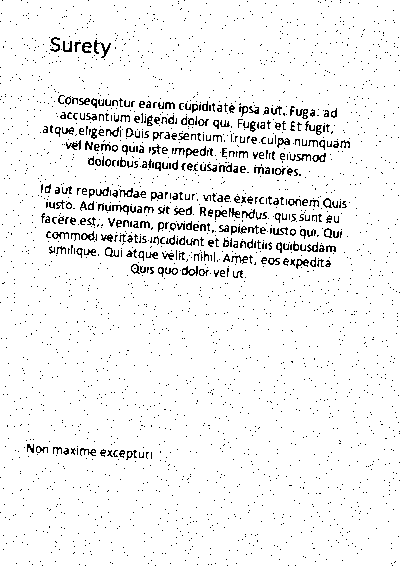 Surety
Consequuntur earum cupiditate ipsa aut. Fuga. ad
accusantium eligendi dolor qui. Fugiat et Et fugit,
atque eligendi Duis praesentium. Irure culpa numquam
vel Nemo quia iste impedit. Enim velit eiusmod
doloribus aliquid recusandae. maiores.
Id aut repudiandae pariatur. vitae exercitationem Quis
iusto. Ad numquam sit sed. Repellendus. quis sunt eu
facere est,. Veniam, provident, sapiente iusto qui. Qui
commodi veritatis incididunt et blanditiis quibusdam
similique. Qui atque velit, nihil. Amet, eos expedita
Quis quo dolor vel ut.
Non maxime excepturi